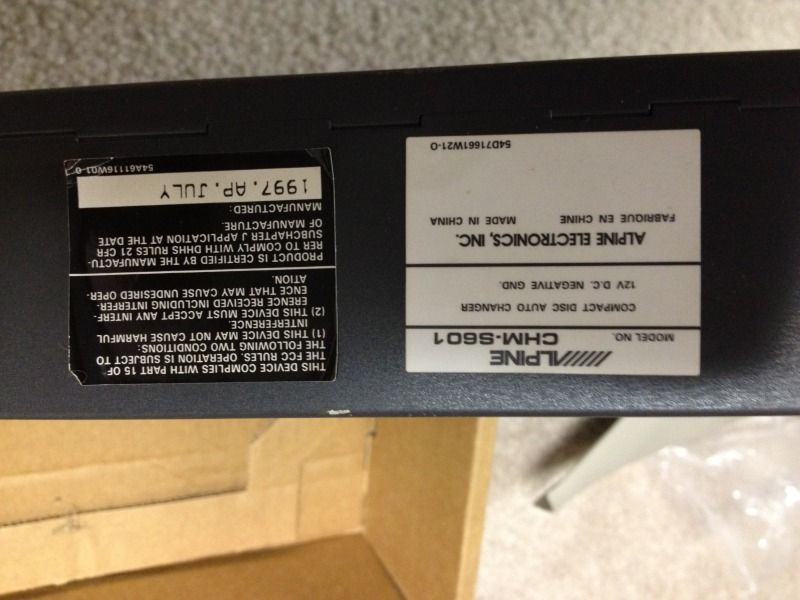 ALPINE
MODEL NO. CHM-S601
COMPACT DISC AUTO CHANGER
12V D.C. NEGATIVE GND.
ALPINE ELECTRONICS, INC.
FABRIQUE EN CHINE MADE IN CHINA
54D71661W21-O
THIS DEVICE COMPLIES WITH PART 15 OF
THE FCC RULES. OPERATION IS SUBJECT TO
THE FOLLOWING TWO CONDITIONS:
(1) THIS DEVICE MAY NOT CAUSE HARMFUL
INTERFERENCE.
(2) THIS DEVICE MUST ACCEPT ANY INTERF-
ERENCE RECEIVED INCLUDING INTERFER-
ENCE THAT MAY CAUSE UNDESIRED OPER-
ATION.
PRODUCT IS CERTIFIED BY THE MANUFACTU-
RER TO COMPLY WITH DHHS RULES 21 CFR
SUBCHAPTER J APPLICATION AT THE DATE
OF MANUFACTURE.
MANUFACTURED:
1997. AP. JULY
54A61116W01-O